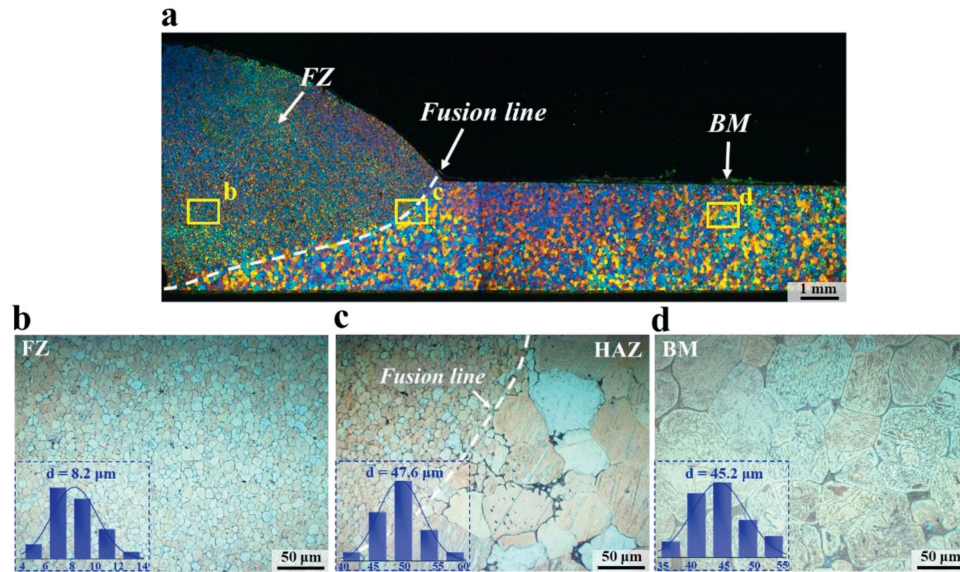 a
FZ
Fusion line
BM
b
c
d
1 mm
b
c
d
FZ
HAZ
BM
Fusion line
d = 8.2 µm
d = 47.6 µm
d = 45.2 µm
50 µm
50 µm
50 µm
4 6 8 10 12 14
40 45 50 55 60
35 40 45 50 55